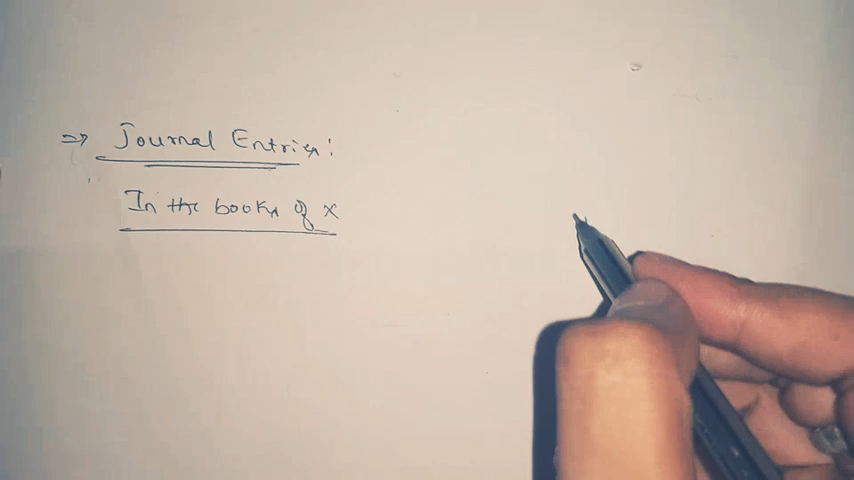 ⇒ Journal Entries:
In the books of x